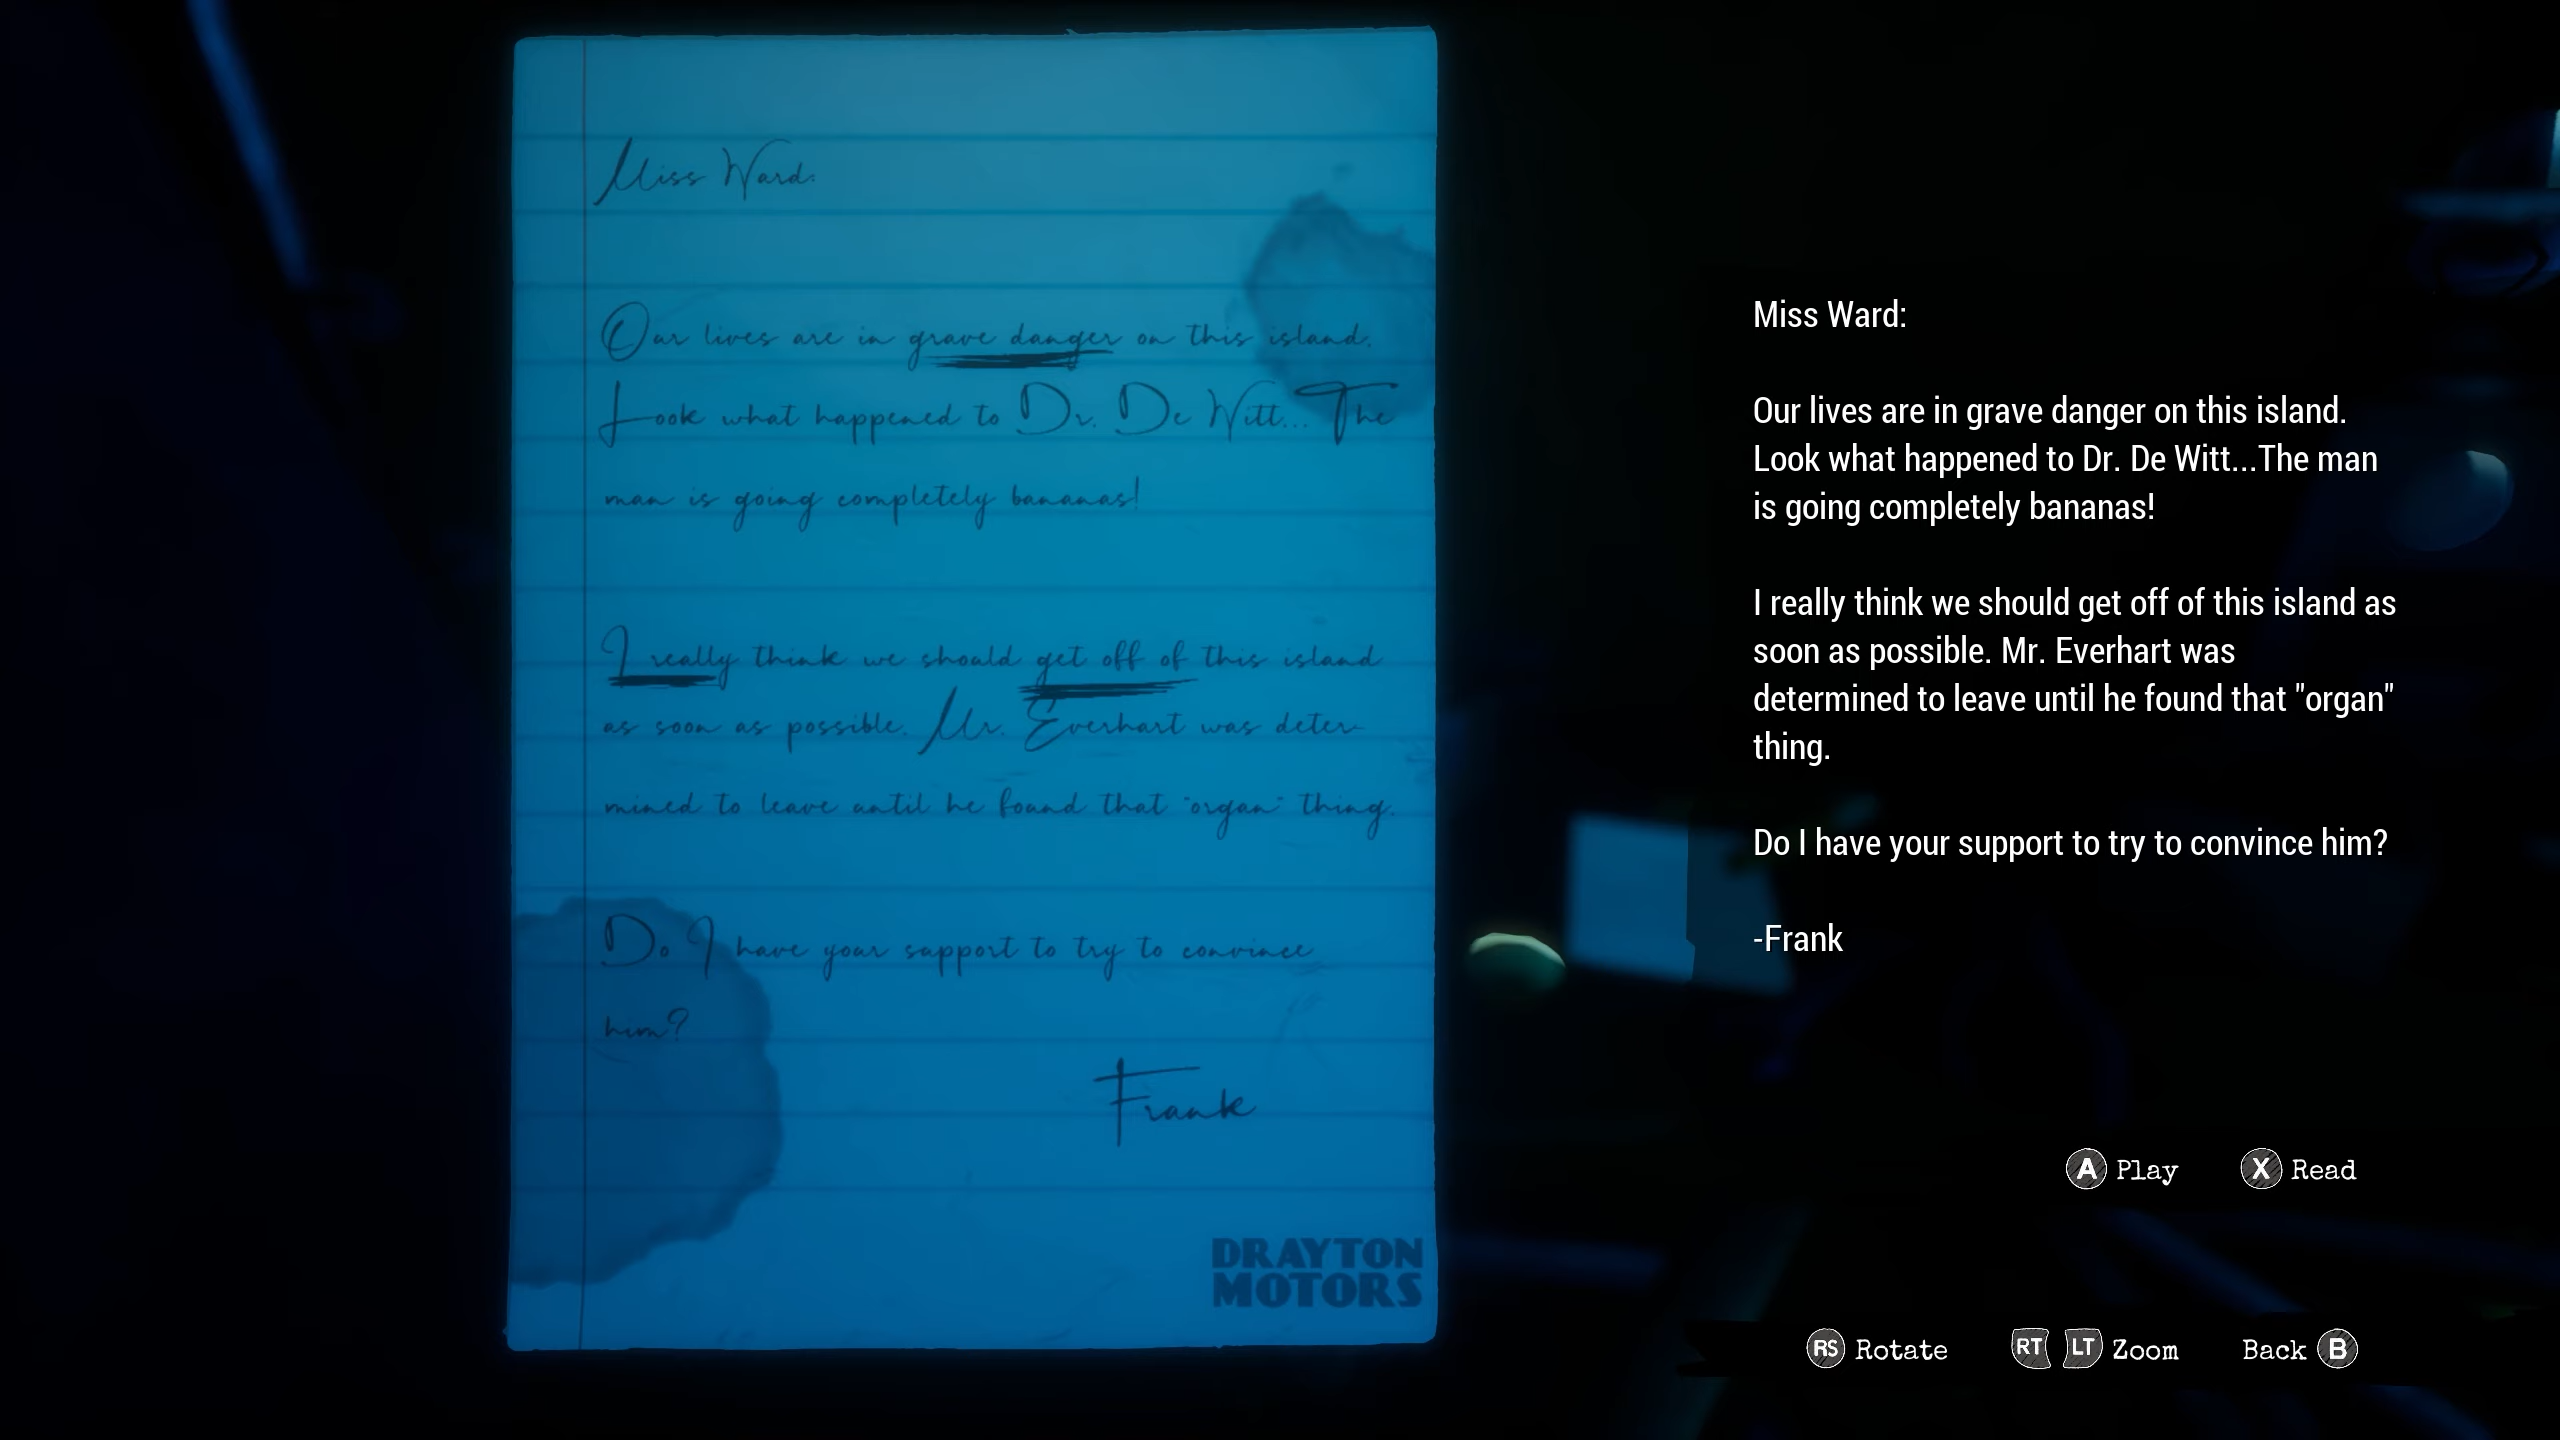 Miss Ward:
Our lives are in grave danger on this island.
Look what happened to Dr. De Witt... The
man is going completely bananas!
I really think we should get off of this island
as soon as possible. Mr. Everhart was deter-
mined to leave until he found that "organ" thing.
Do I have your support to try to convince
him?
Frank
DRAYTON
MOTORS
Miss Ward:
Our lives are in grave danger on this island.
Look what happened to Dr. De Witt...The man
is going completely bananas!
I really think we should get off of this island as
soon as possible. Mr. Everhart was
determined to leave until he found that "organ"
thing.
Do I have your support to try to convince him?
-Frank
A Play X Read
RS Rotate RT LT Zoom Back B